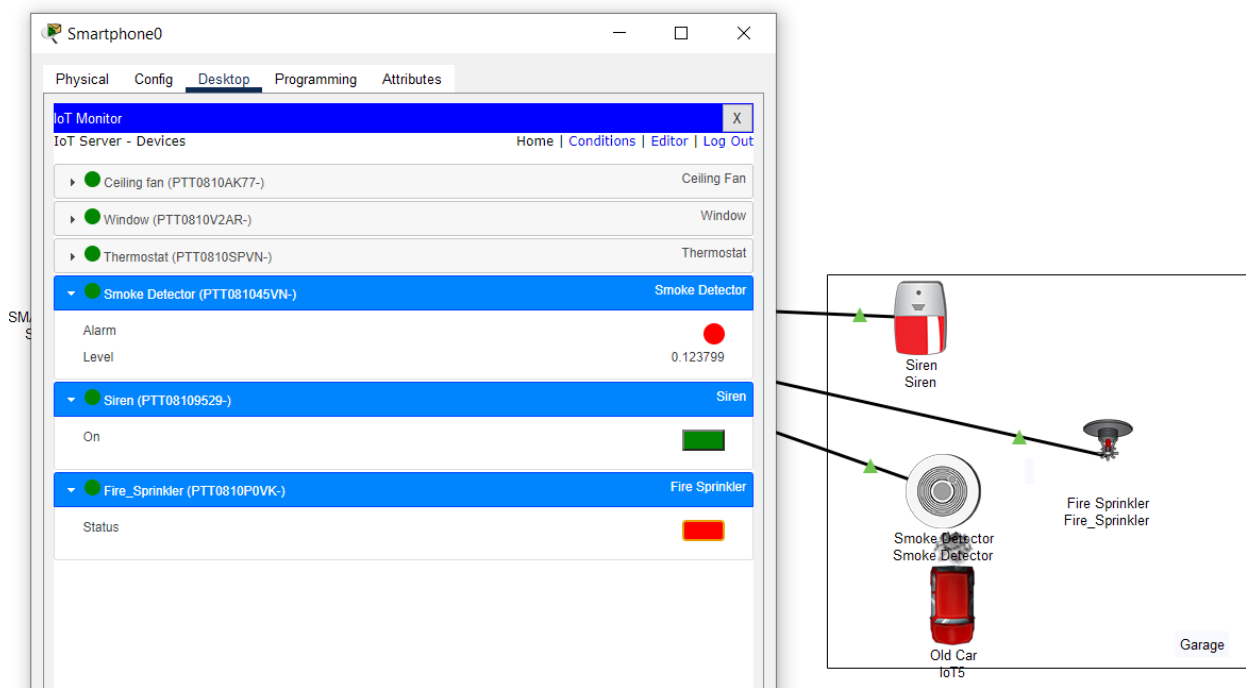 Smartphone0
Physical Config Desktop Programming Attributes
IoT Monitor X
IoT Server - Devices Home | Conditions | Editor | Log Out
Ceiling fan (PTT0810AK77-) Ceiling Fan
Window (PTT0810V2AR-) Window
Thermostat (PTT0810SPVN-) Thermostat
Smoke Detector (PTT081045VN-) Smoke Detector
Alarm
Level 0.123799
Siren (PTT08109529-) Siren
On
Fire_Sprinkler (PTT0810P0VK-) Fire Sprinkler
Status
SM
S
Siren
Siren
Fire Sprinkler
Fire_Sprinkler
Smoke Detector
Smoke Detector
Old Car
IoT5
Garage